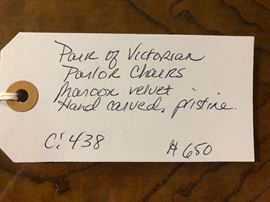 Pair of Victorian
Parlor Chairs
Maroon velvet
Hand carved, pristine.
C: 438 $650